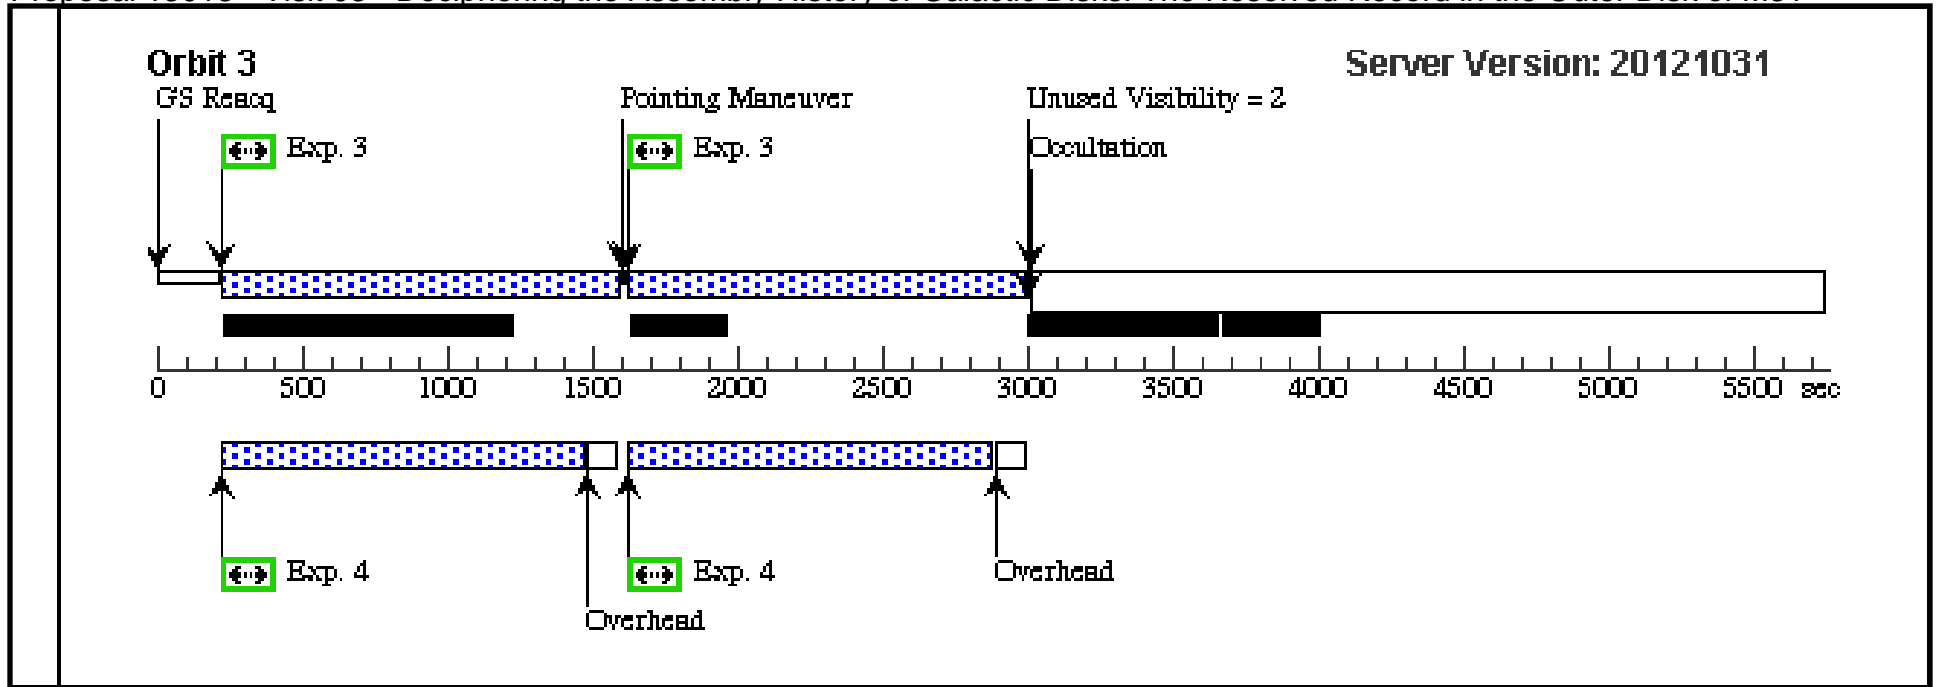 Orbit 3
Server Version: 20121031
GS Reacq
Pointing Maneuver
Unused Visibility = 2
Exp. 3
Exp. 3
Occultation
0 500 1000 1500 2000 2500 3000 3500 4000 4500 5000 5500 sec
Exp. 4
Exp. 4
Overhead
Overhead